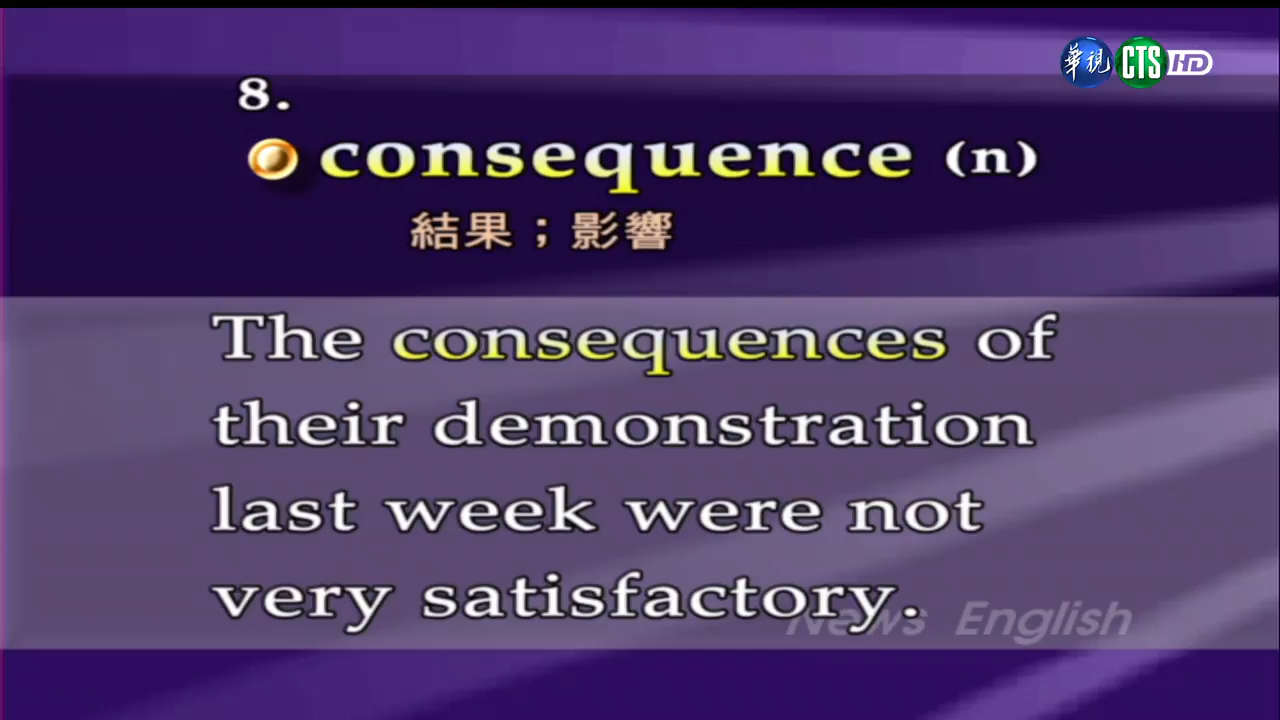 華視 CTS HD
8.
consequence (n)
結果；影響
The consequences of
their demonstration
last week were not
very satisfactory.
News English